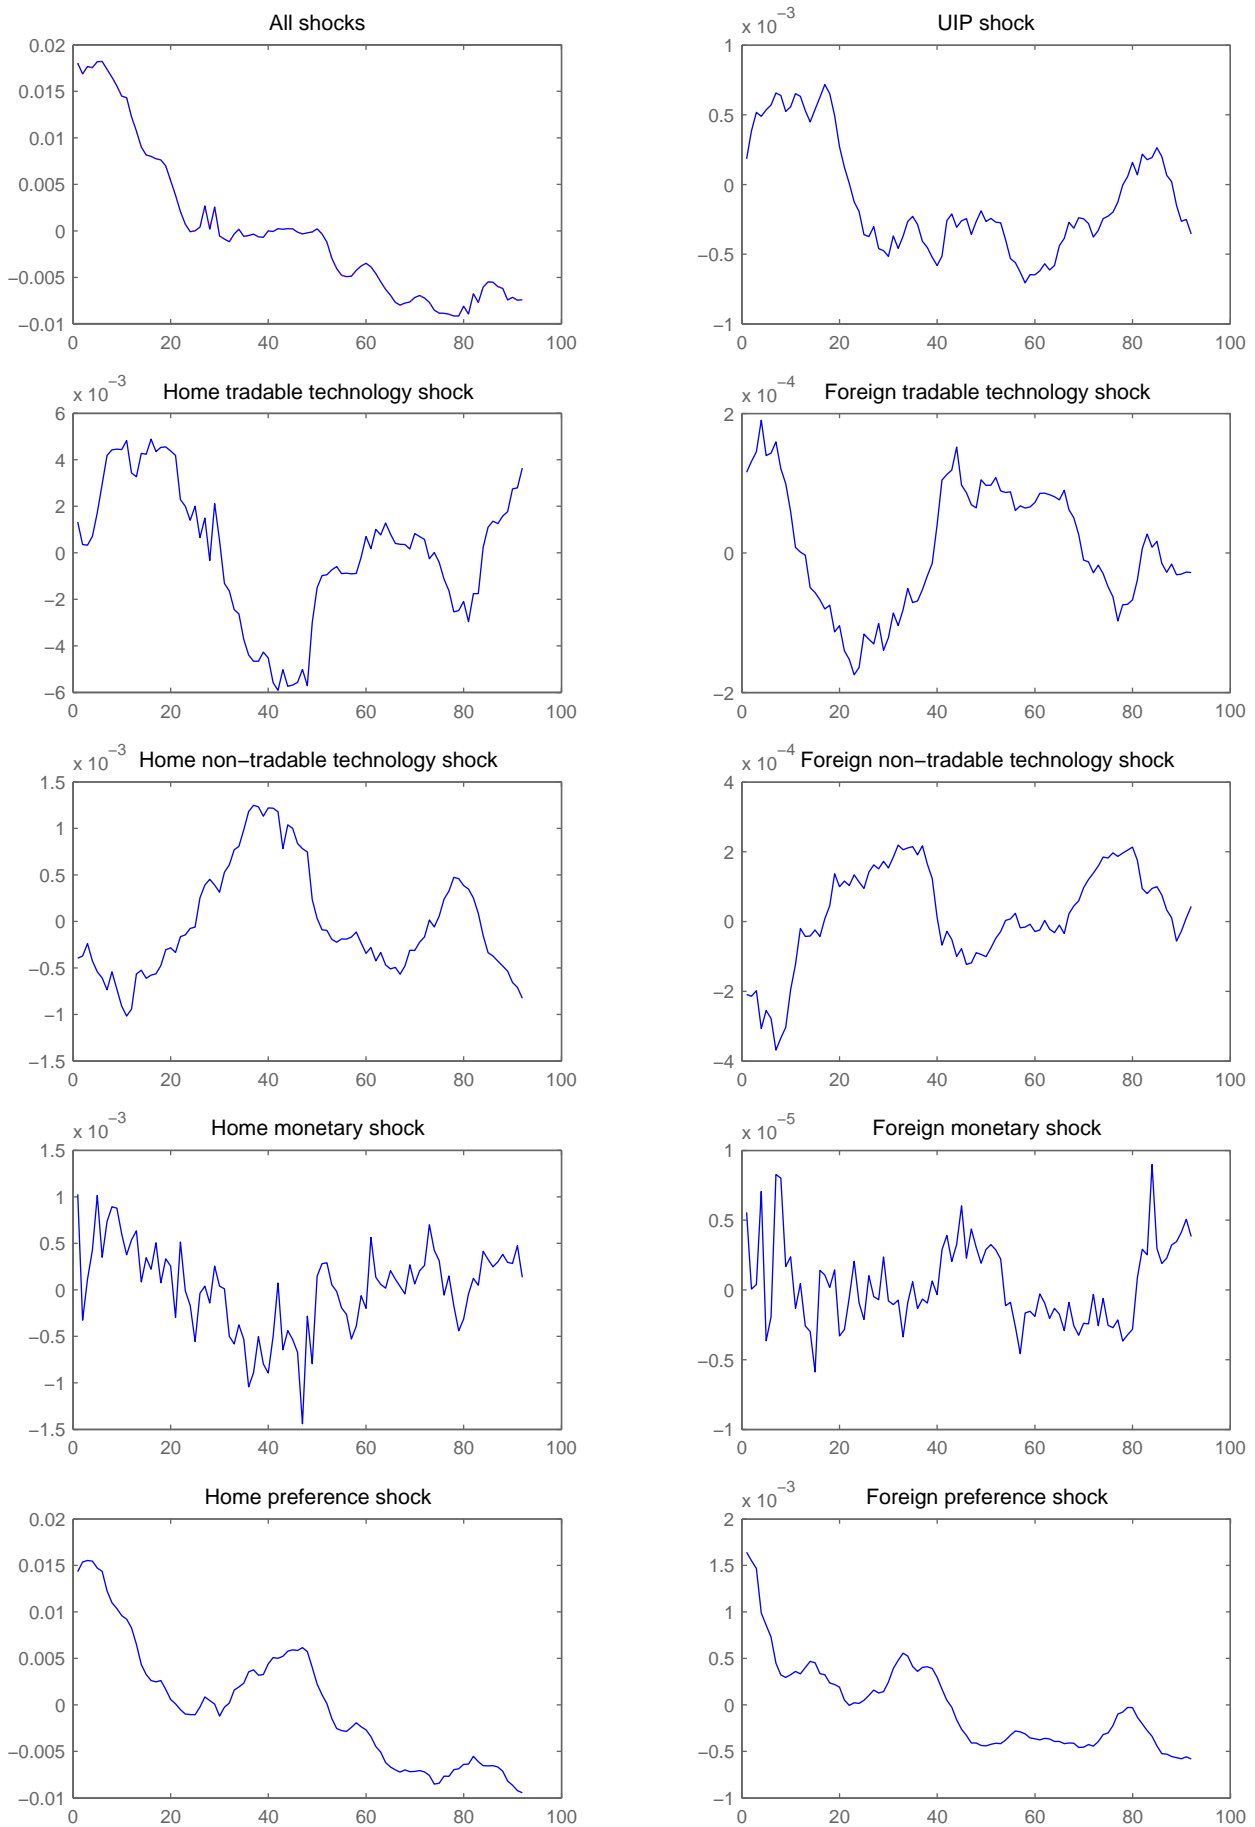 All shocks
0.02
0.015
0.01
0.005
0
−0.005
−0.01
0 20 40 60 80 100
UIP shock
x 10−3
1
0.5
0
−0.5
−1
0 20 40 60 80 100
Home tradable technology shock
x 10−3
6
4
2
0
−2
−4
−6
0 20 40 60 80 100
Foreign tradable technology shock
x 10−4
2
0
−2
0 20 40 60 80 100
Home non−tradable technology shock
x 10−3
1.5
1
0.5
0
−0.5
−1
−1.5
0 20 40 60 80 100
Foreign non−tradable technology shock
x 10−4
4
2
0
−2
−4
0 20 40 60 80 100
Home monetary shock
x 10−3
1.5
1
0.5
0
−0.5
−1
−1.5
0 20 40 60 80 100
Foreign monetary shock
x 10−5
1
0.5
0
−0.5
−1
0 20 40 60 80 100
Home preference shock
0.02
0.015
0.01
0.005
0
−0.005
−0.01
0 20 40 60 80 100
Foreign preference shock
x 10−3
2
1.5
1
0.5
0
−0.5
−1
0 20 40 60 80 100